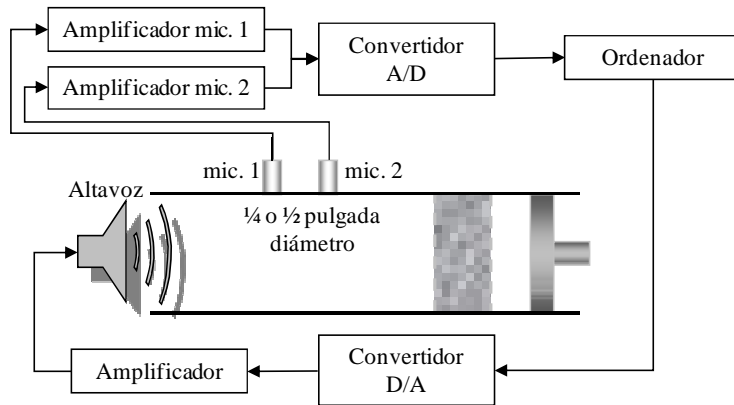 Amplificador mic. 1
Amplificador mic. 2
Convertidor
A/D
Ordenador
mic. 1
mic. 2
Altavoz
¼ o ½ pulgada
diámetro
Amplificador
Convertidor
D/A